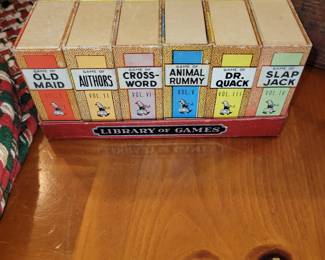 GAME OF
OLD
MAID
GAME OF
AUTHORS
VOL. II
GAME OF
CROSS-
WORD
VOL. VI
GAME OF
ANIMAL
RUMMY
VOL. V
GAME OF
DR.
QUACK
VOL. III
GAME OF
SLAP
JACK
VOL. IV
LIBRARY OF GAMES